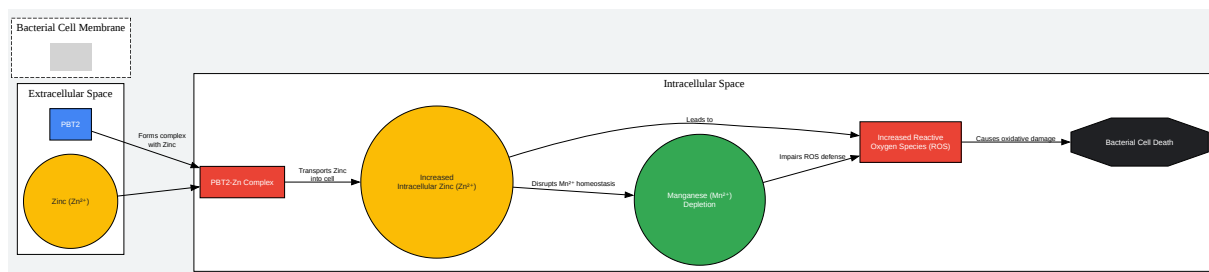 Bacterial Cell Membrane
Extracellular Space
PBT2
Zinc (Zn²⁺)
Forms complex
with Zinc
Intracellular Space
PBT2-Zn Complex
Transports Zinc
into cell
Increased
Intracellular Zinc (Zn²⁺)
Leads to
Disrupts Mn²⁺ homeostasis
Manganese (Mn²⁺)
Depletion
Impairs ROS defense
Increased Reactive
Oxygen Species (ROS)
Causes oxidative damage
Bacterial Cell Death